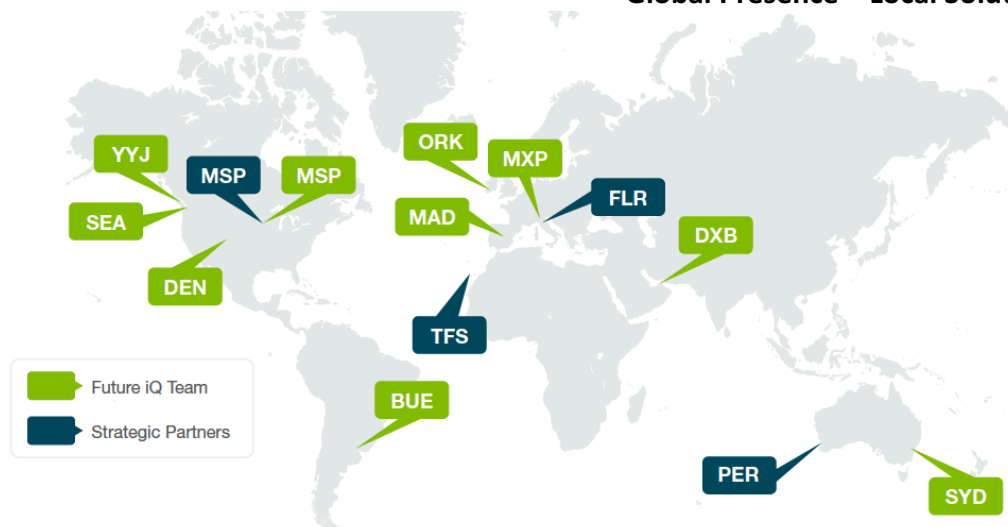 YYJ
MSP
MSP
SEA
DEN
ORK
MXP
MAD
FLR
DXB
TFS
BUE
PER
SYD
Future iQ Team
Strategic Partners